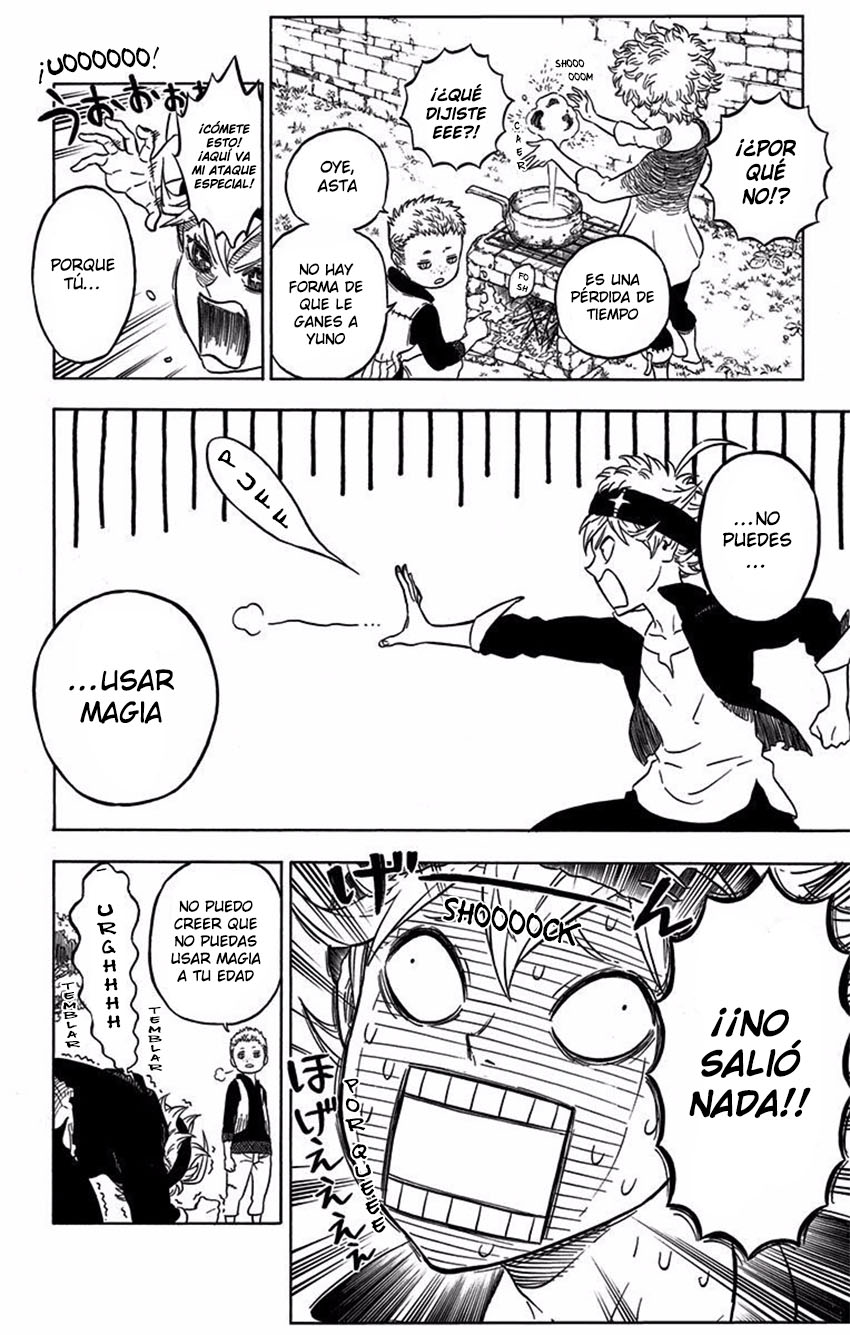 ¡¿POR
QUÉ
NO!?
SHOOO
OOOM
CAER
¡¿QUÉ
DIJISTE
EEE?!
OYE,
ASTA
ES UNA
PÉRDIDA DE
TIEMPO
FO
SH
NO HAY
FORMA DE
QUE LE
GANES A
YUNO
¡UOOOOOO!
うおおおお
¡CÓMETE
ESTO!
¡AQUÍ VA
MI ATAQUE
ESPECIAL!
PORQUE
TÚ...
...NO
PUEDES
...
PUFF
...USAR
MAGIA
¡¡NO
SALIÓ
NADA!!
げーん
SHOOOOCK
ほげえええぇ
PORQUEEEE
NO PUEDO
CREER QUE
NO PUEDAS
USAR MAGIA
A TU EDAD
URGHHHH
TEMBLAR
TEMBLAR